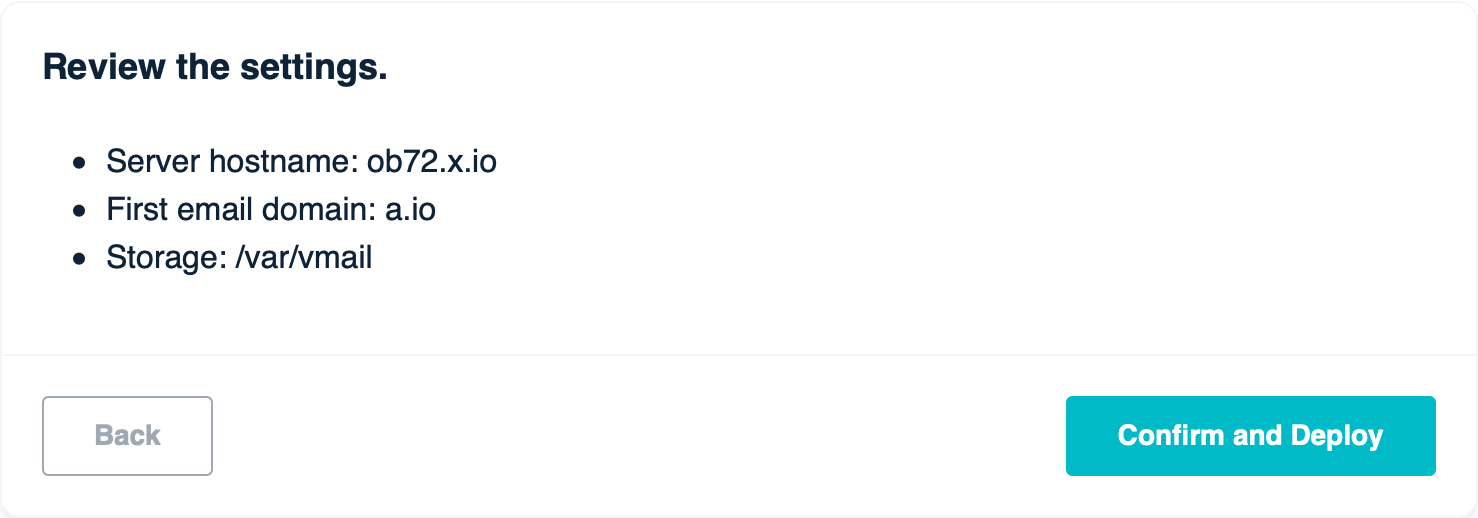 Review the settings.
Server hostname: ob72.x.io
First email domain: a.io
Storage: /var/vmail
Back
Confirm and Deploy